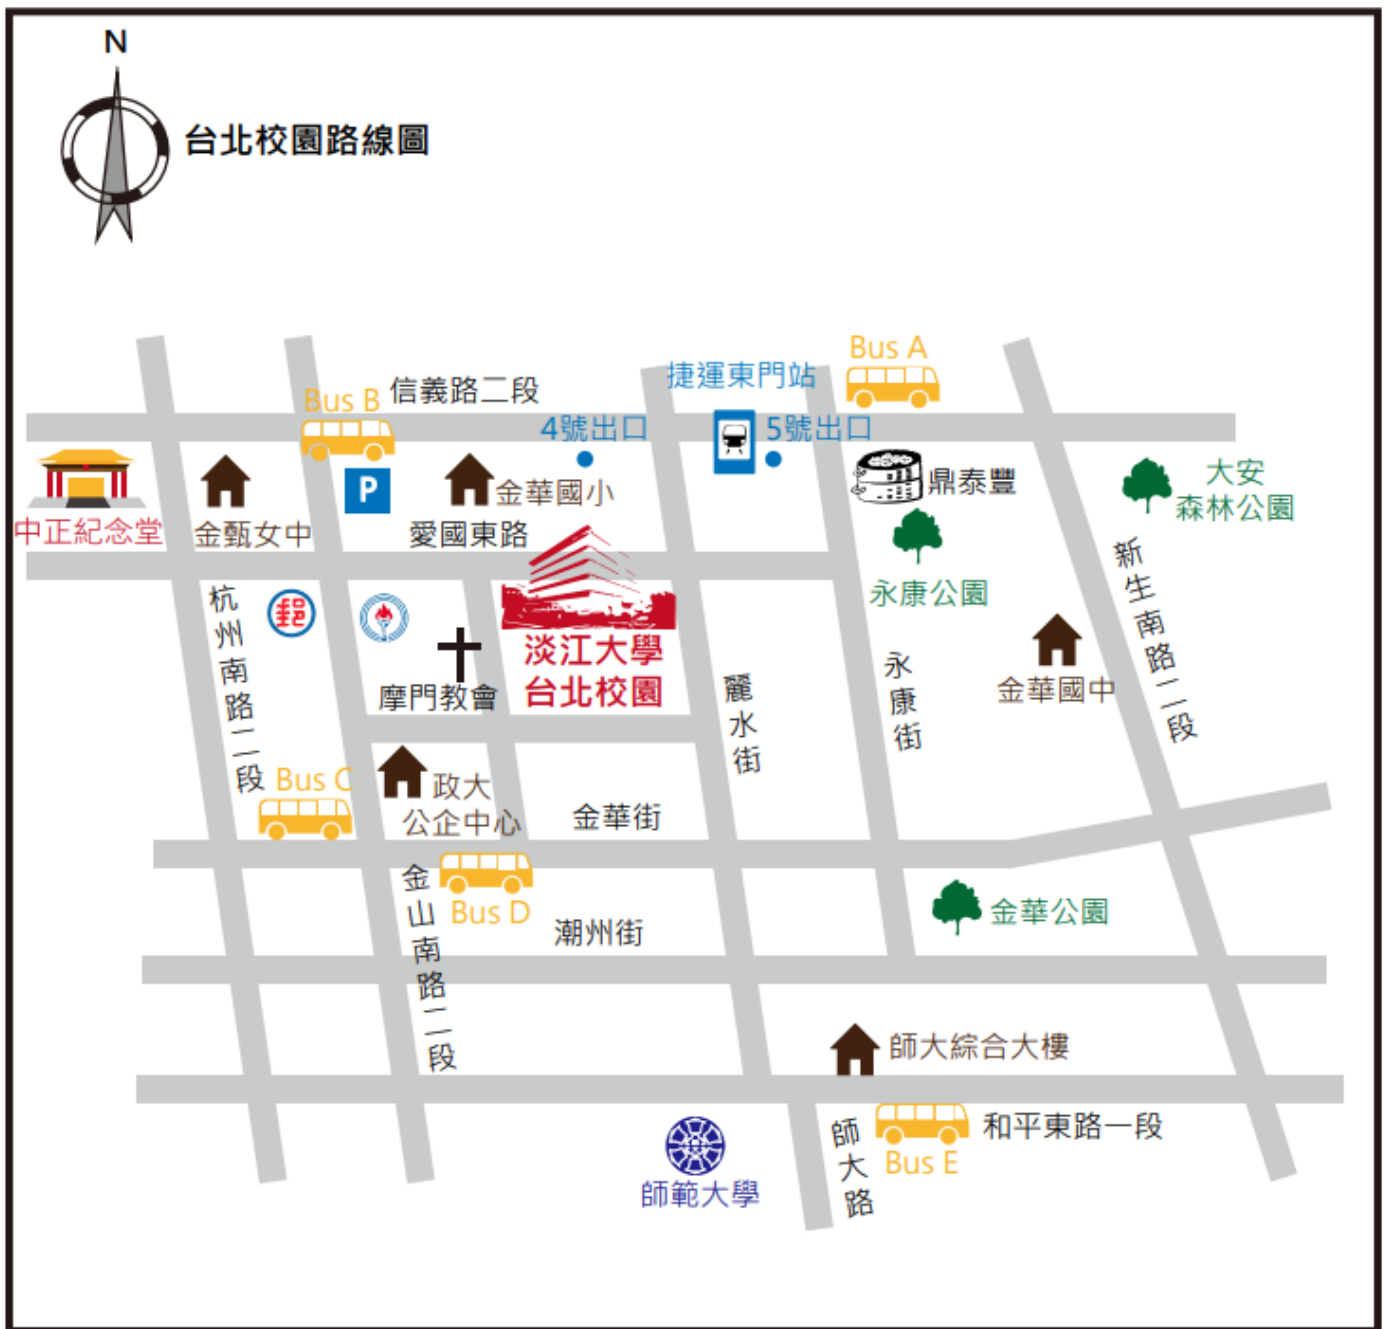 N
台北校園路線圖
Bus A
捷運東門站
Bus B
信義路二段
4號出口
5號出口
P
金華國小
鼎泰豐
大安
森林公園
中正紀念堂
金甌女中
愛國東路
永康公園
新生南路二段
杭州南路二段
郵
淡江大學
台北校園
摩門教會
麗水街
永康街
金華國中
Bus C
政大
公企中心
金華街
金山南路二段
Bus D
潮州街
金華公園
師大綜合大樓
師大路
和平東路一段
Bus E
師範大學